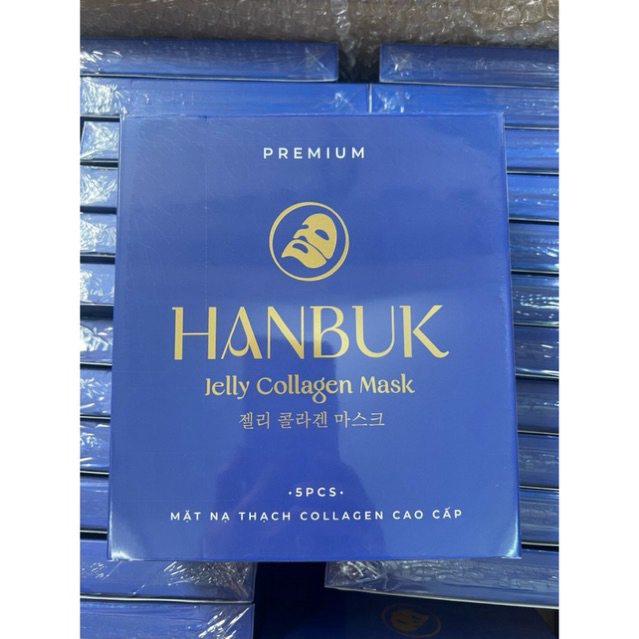 PREMIUM
HANBUK
Jelly Collagen Mask
젤리 콜라겐 마스크
·5PCS·
MẶT NẠ THẠCH COLLAGEN CAO CẤP